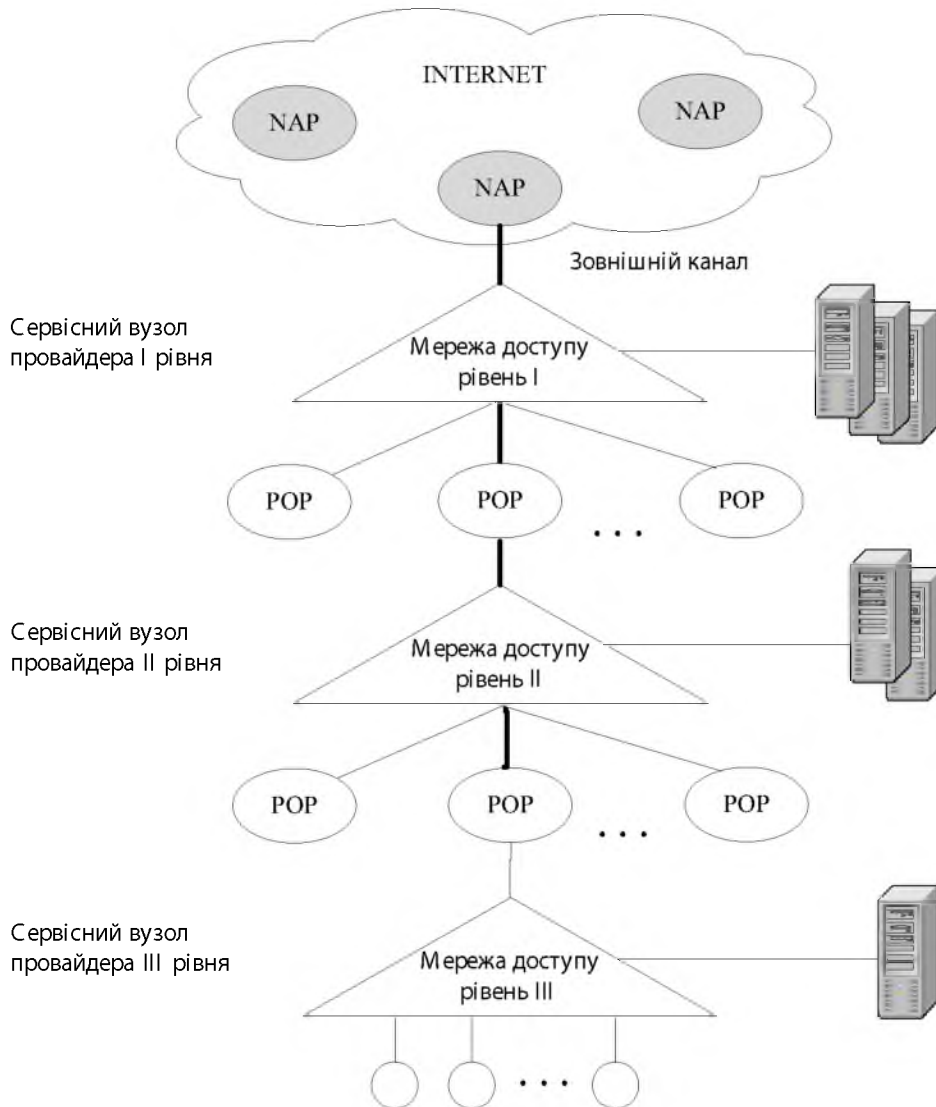 INTERNET
NAP
NAP
NAP
Зовнішній канал
Сервісний вузол
провайдера I рівня
Мережа доступу
рівень I
POP
POP
POP
. . .
Сервісний вузол
провайдера II рівня
Мережа доступу
рівень II
POP
POP
POP
. . .
Сервісний вузол
провайдера III рівня
Мережа доступу
рівень III
. . .